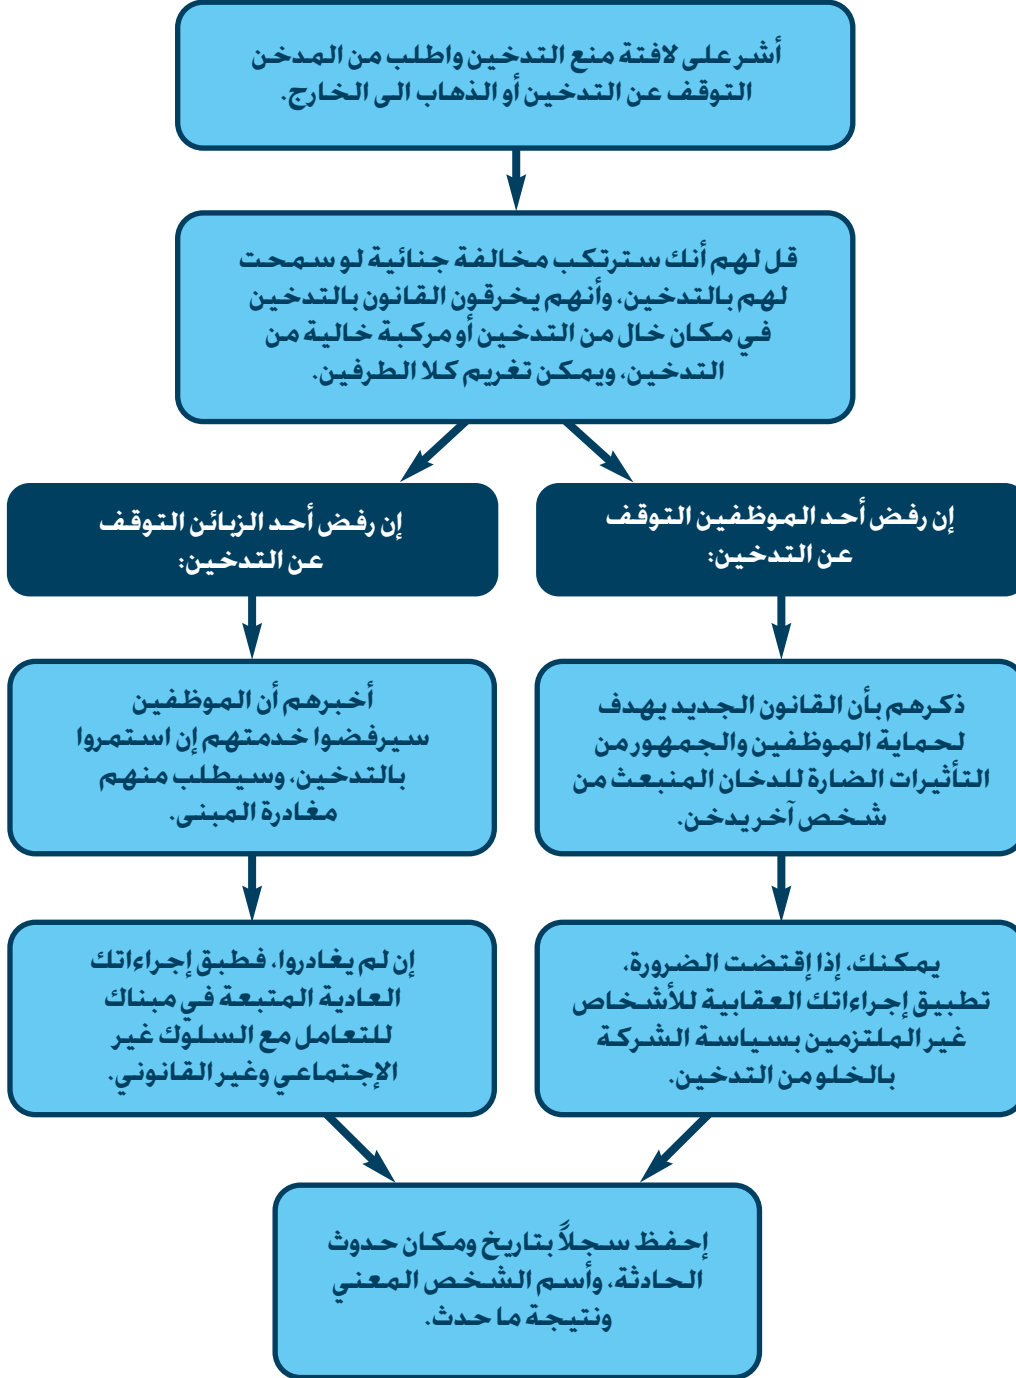 أشر على لافتة منع التدخين واطلب من المدخن
التوقف عن التدخين أو الذهاب الى الخارج.
قل لهم أنك سترتكب مخالفة جنائية لو سمحت
لهم بالتدخين، وأنهم يخرقون القانون بالتدخين
في مكان خال من التدخين أو مركبة خالية من
التدخين، ويمكن تغريم كلا الطرفين.
إن رفض أحد الموظفين التوقف
عن التدخين:
ذكرهم بأن القانون الجديد يهدف
لحماية الموظفين والجمهور من
التأثيرات الضارة للدخان المنبعث من
شخص آخر يدخن.
يمكنك، إذا إقتضت الضرورة،
تطبيق إجراءاتك العقابية للأشخاص
غير الملتزمين بسياسة الشركة
بالخلو من التدخين.
إن رفض أحد الزبائن التوقف
عن التدخين:
أخبرهم أن الموظفين
سيرفضوا خدمتهم إن استمروا
بالتدخين، وسيطلب منهم
مغادرة المبنى.
إن لم يغادروا، فطبق إجراءاتك
العادية المتبعة في مبناك
للتعامل مع السلوك غير
الإجتماعي وغير القانوني.
إحفظ سجلاً بتاريخ ومكان حدوث
الحادثة، وأسم الشخص المعني
ونتيجة ما حدث.